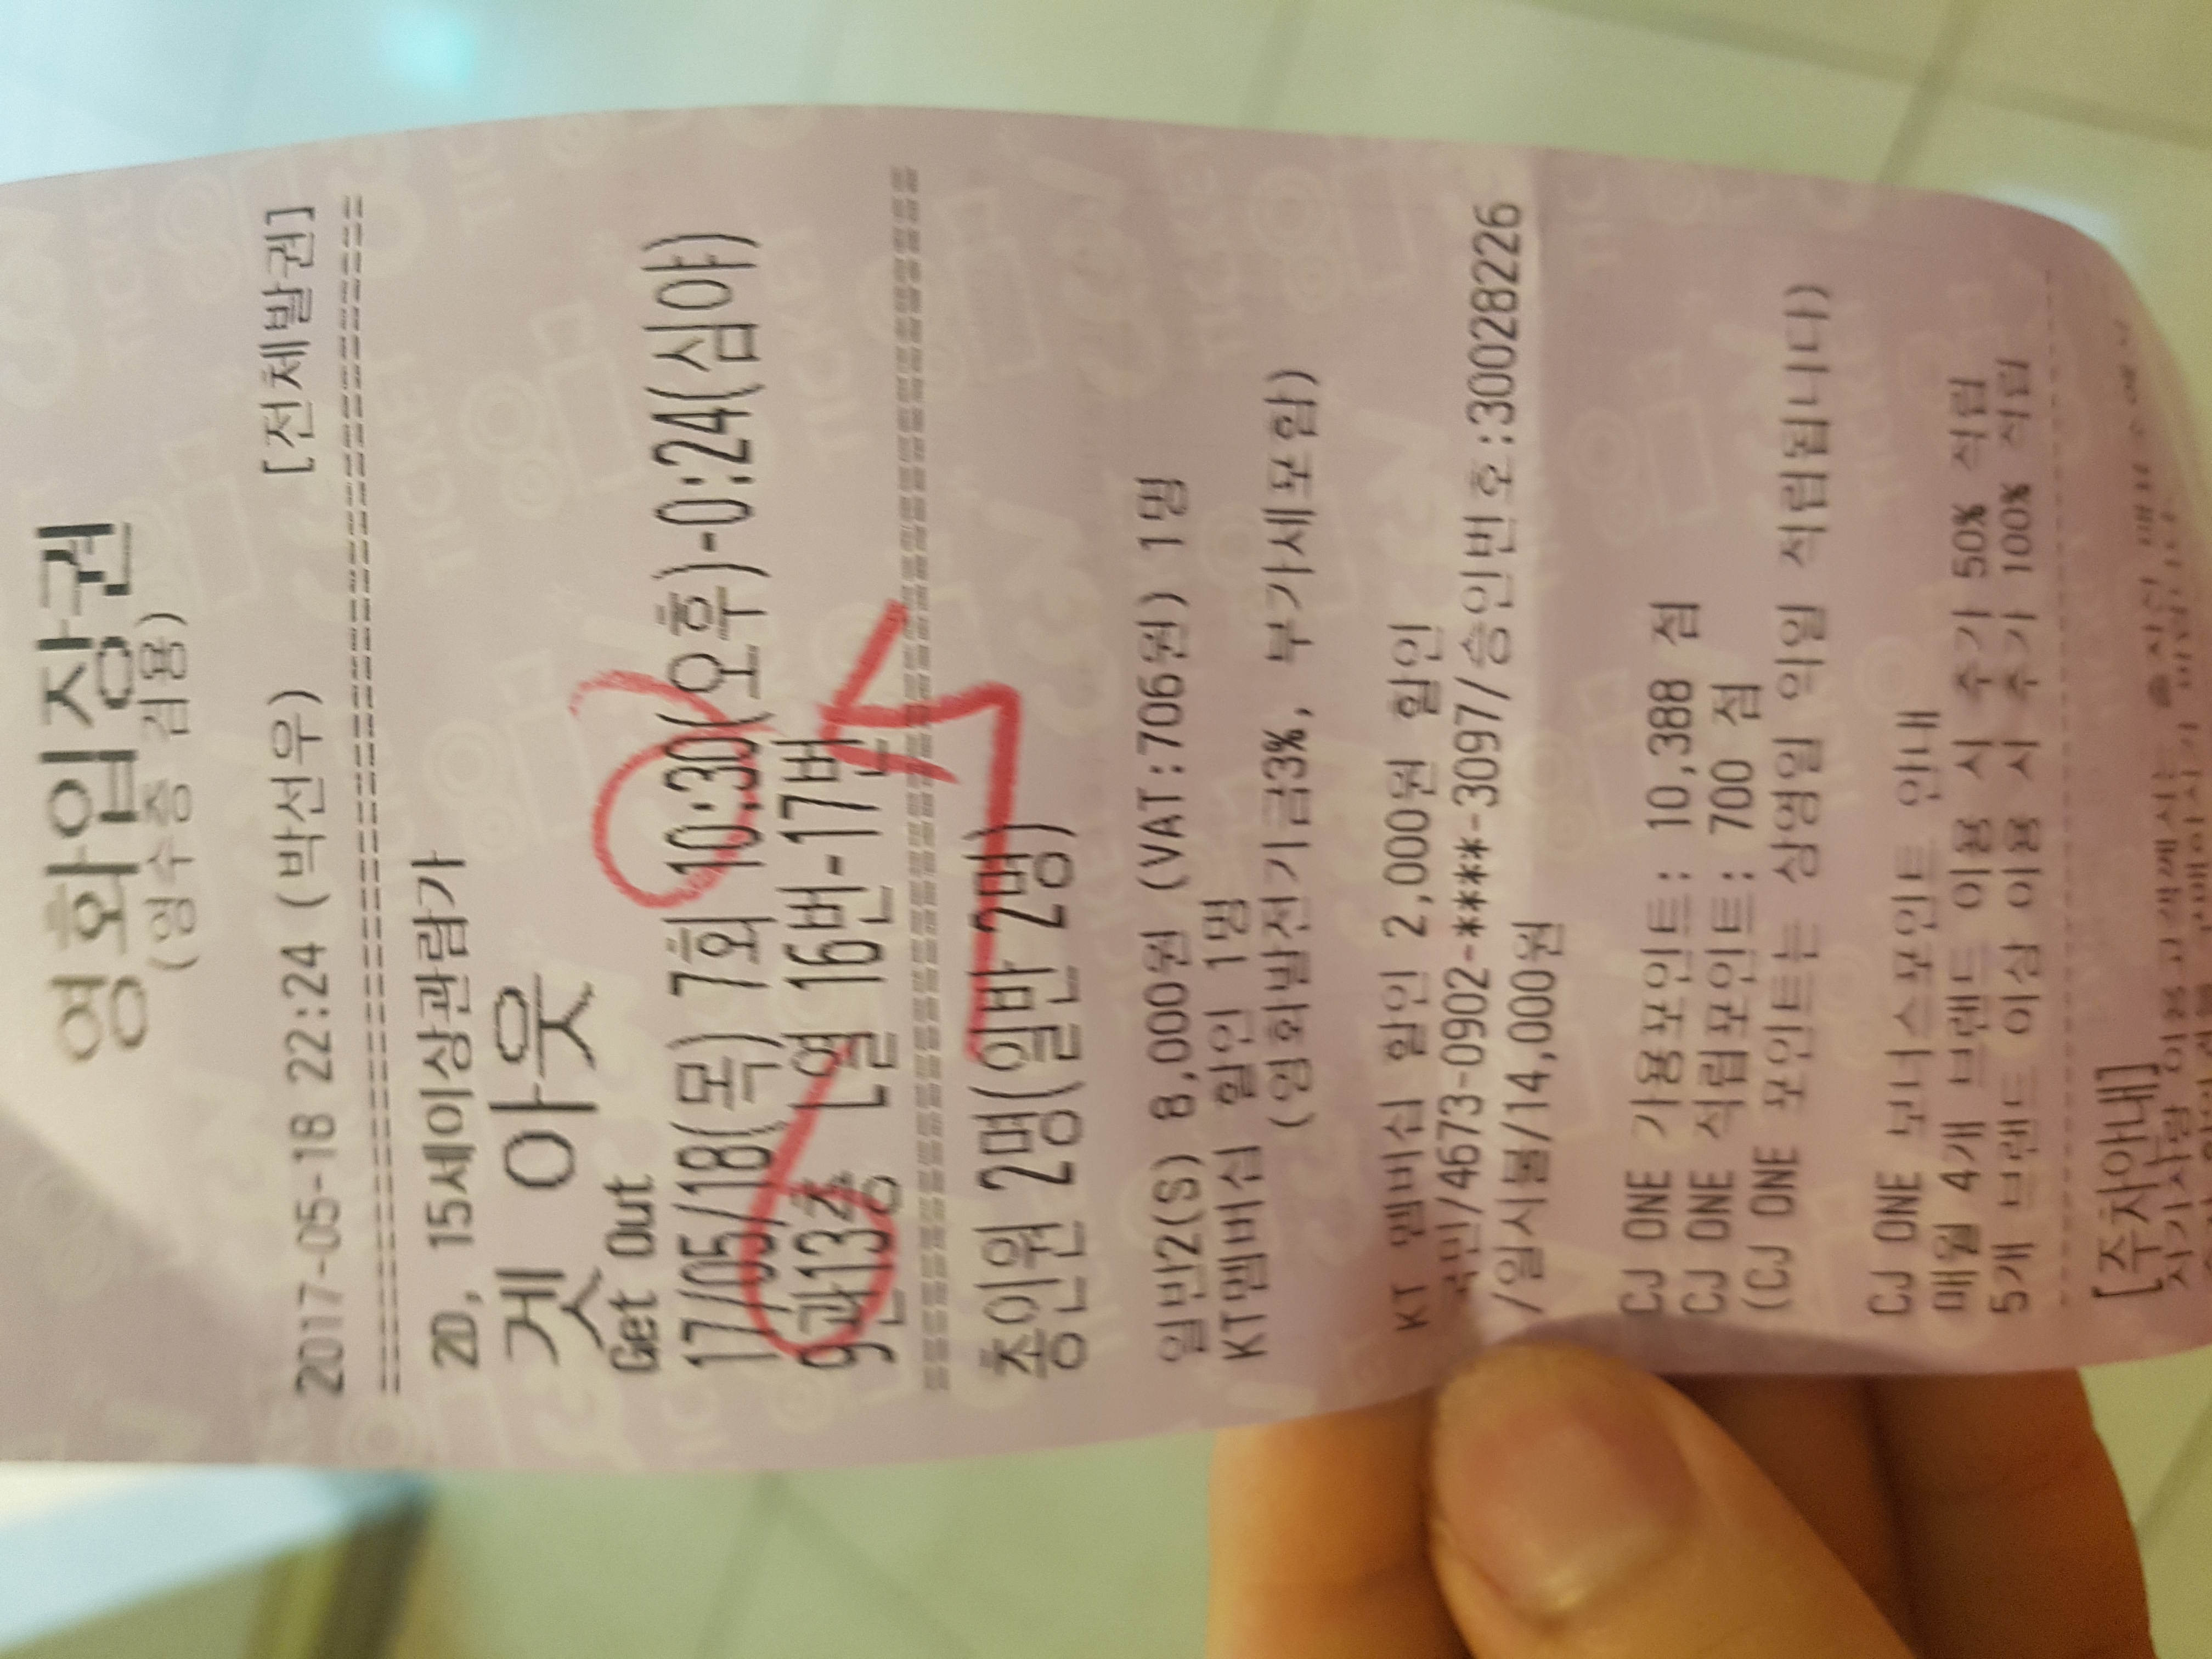 영화입장권
(영수증 겸용)
[전체발권]
2017-05-18 22:24 (박선우)
2D, 15세이상관람가
겟 아웃
Get Out
17/05/18(목) 7회 10:30(오후)-0:24(심야)
9관13층 L열 16번-17번
총인원 2명(일반 2명)
일반2(S) 8,000원 (VAT:706원) 1명
KT멤버십 할인 1명
(영화발전기금3%, 부가세포함)
KT 멤버십 할인 2,000원 할인
국민/4673-0902-****-3097/승인번호:30028226
/일시불/14,000원
CJ ONE 가용포인트: 10,388 점
CJ ONE 적립포인트: 700 점
(CJ ONE 포인트는 상영일 익일 적립됩니다)
CJ ONE 보너스포인트 안내
매월 4개 브랜드 이용 시 추가 50% 적립
5개 브랜드 이상 이용 시 추가 100% 적립
[주차안내]